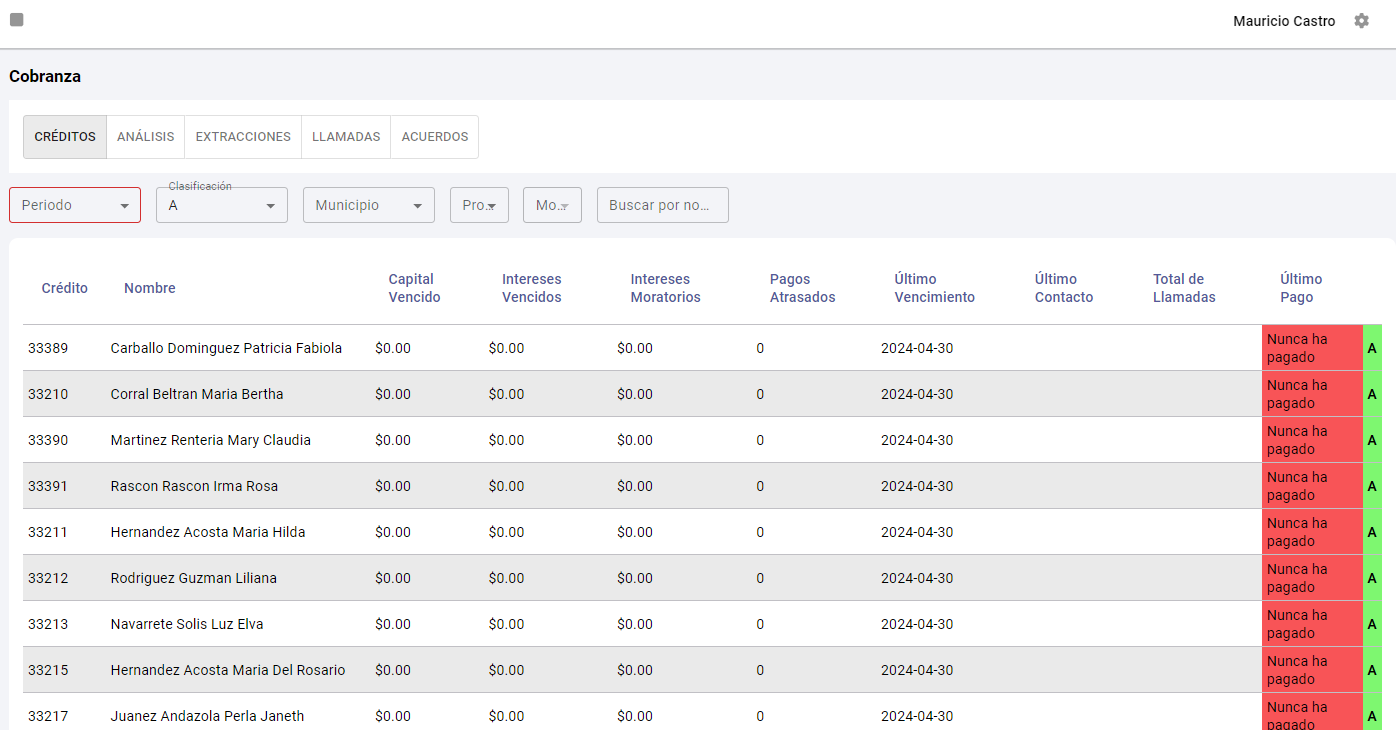 Mauricio Castro
Cobranza
CRÉDITOS ANÁLISIS EXTRACCIONES LLAMADAS ACUERDOS
Clasificación
Periodo A Municipio Pro... Mo... Buscar por no...
Crédito Nombre Capital Vencido Intereses Vencidos Intereses Moratorios Pagos Atrasados Último Vencimiento Último Contacto Total de Llamadas Último Pago
33389 Carballo Dominguez Patricia Fabiola $0.00 $0.00 $0.00 0 2024-04-30 Nunca ha pagado A
33210 Corral Beltran Maria Bertha $0.00 $0.00 $0.00 0 2024-04-30 Nunca ha pagado A
33390 Martinez Renteria Mary Claudia $0.00 $0.00 $0.00 0 2024-04-30 Nunca ha pagado A
33391 Rascon Rascon Irma Rosa $0.00 $0.00 $0.00 0 2024-04-30 Nunca ha pagado A
33211 Hernandez Acosta Maria Hilda $0.00 $0.00 $0.00 0 2024-04-30 Nunca ha pagado A
33212 Rodriguez Guzman Liliana $0.00 $0.00 $0.00 0 2024-04-30 Nunca ha pagado A
33213 Navarrete Solis Luz Elva $0.00 $0.00 $0.00 0 2024-04-30 Nunca ha pagado A
33215 Hernandez Acosta Maria Del Rosario $0.00 $0.00 $0.00 0 2024-04-30 Nunca ha pagado A
33217 Juanez Andazola Perla Janeth $0.00 $0.00 $0.00 0 2024-04-30 Nunca ha pagado A